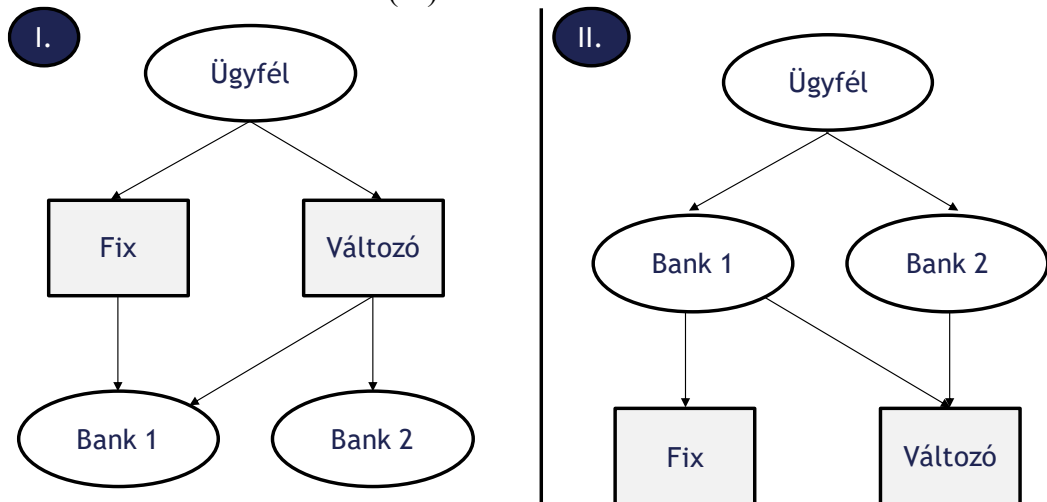 I.
Ügyfél
Fix
Változó
Bank 1
Bank 2
II.
Ügyfél
Bank 1
Bank 2
Fix
Változó